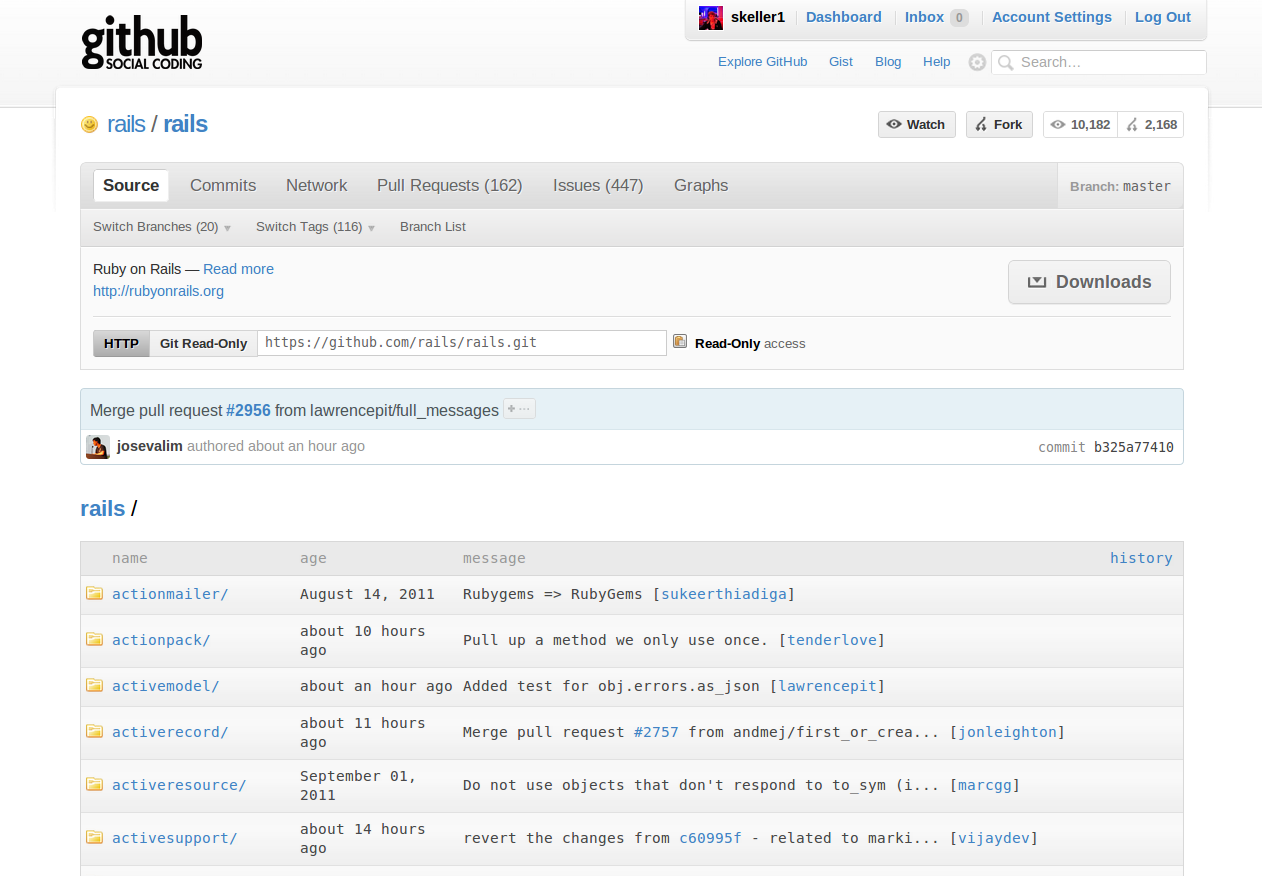 github
SOCIAL CODING
skeller1 Dashboard Inbox 0 Account Settings Log Out
Explore GitHub Gist Blog Help Search…
rails / rails
Watch Fork 10,182 2,168
Source Commits Network Pull Requests (162) Issues (447) Graphs Branch: master
Switch Branches (20) Switch Tags (116) Branch List
Ruby on Rails — Read more
http://rubyonrails.org
Downloads
HTTP Git Read-Only https://github.com/rails/rails.git Read-Only access
Merge pull request #2956 from lawrencepit/full_messages
josevalim authored about an hour ago commit b325a77410
rails /
name age message history
actionmailer/ August 14, 2011 Rubygems => RubyGems [sukeerthiadiga]
actionpack/ about 10 hours ago Pull up a method we only use once. [tenderlove]
activemodel/ about an hour ago Added test for obj.errors.as_json [lawrencepit]
activerecord/ about 11 hours ago Merge pull request #2757 from andmej/first_or_crea... [jonleighton]
activeresource/ September 01, 2011 Do not use objects that don't respond to to_sym (i... [marcgg]
activesupport/ about 14 hours ago revert the changes from c60995f - related to marki... [vijaydev]